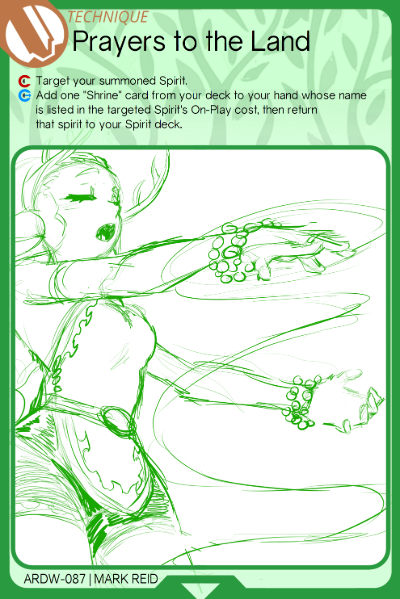 TECHNIQUE
Prayers to the Land
C Target your summoned Spirit.
Add one "Shrine" card from your deck to your hand whose name
is listed in the targeted Spirit's On-Play cost, then return
that spirit to your Spirit deck.
ARDW-087 | MARK REID